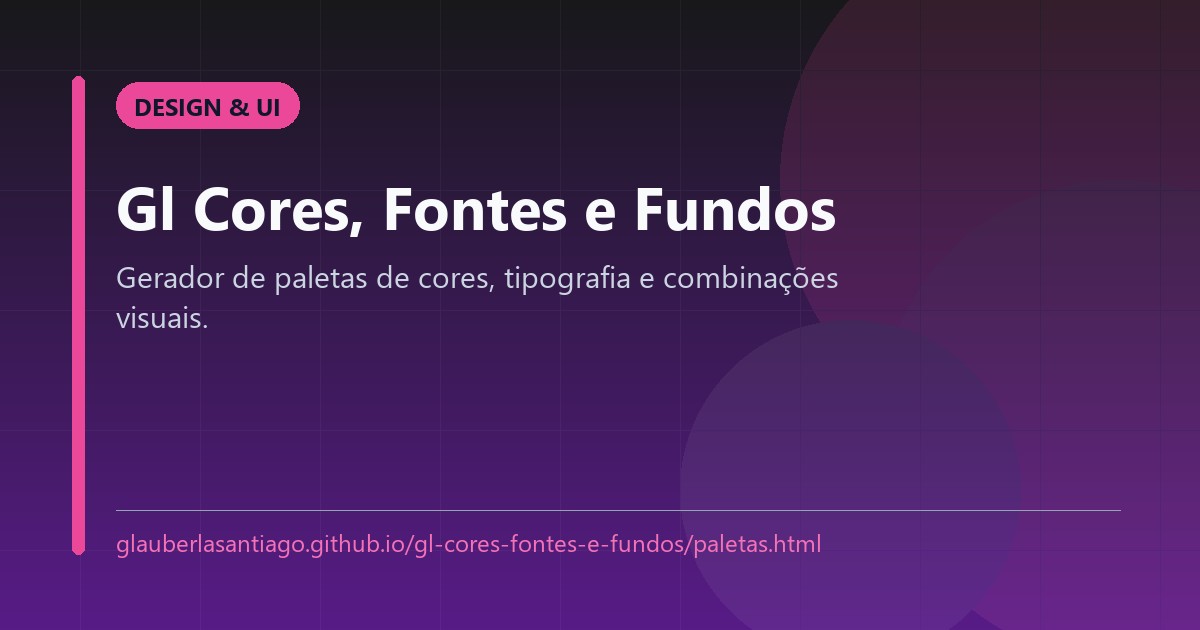 DESIGN & UI
Gl Cores, Fontes e Fundos
Gerador de paletas de cores, tipografia e combinações
visuais.
glauberlasantiago.github.io/gl-cores-fontes-e-fundos/paletas.html